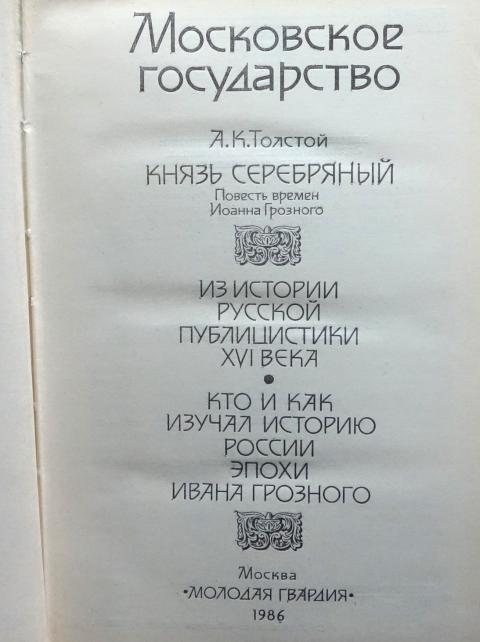 Московское
государство
А.К.Толстой
КНЯЗЬ СЕРЕБРЯНЫЙ
Повесть времен
Иоанна Грозного
ИЗ ИСТОРИИ
РУССКОЙ
ПУБЛИЦИСТИКИ
XVI ВЕКА
•
КТО И КАК
ИЗУЧАЛ ИСТОРИЮ
РОССИИ
ЭПОХИ
ИВАНА ГРОЗНОГО
Москва
•МОЛОДАЯ ГВАРДИЯ•
1986